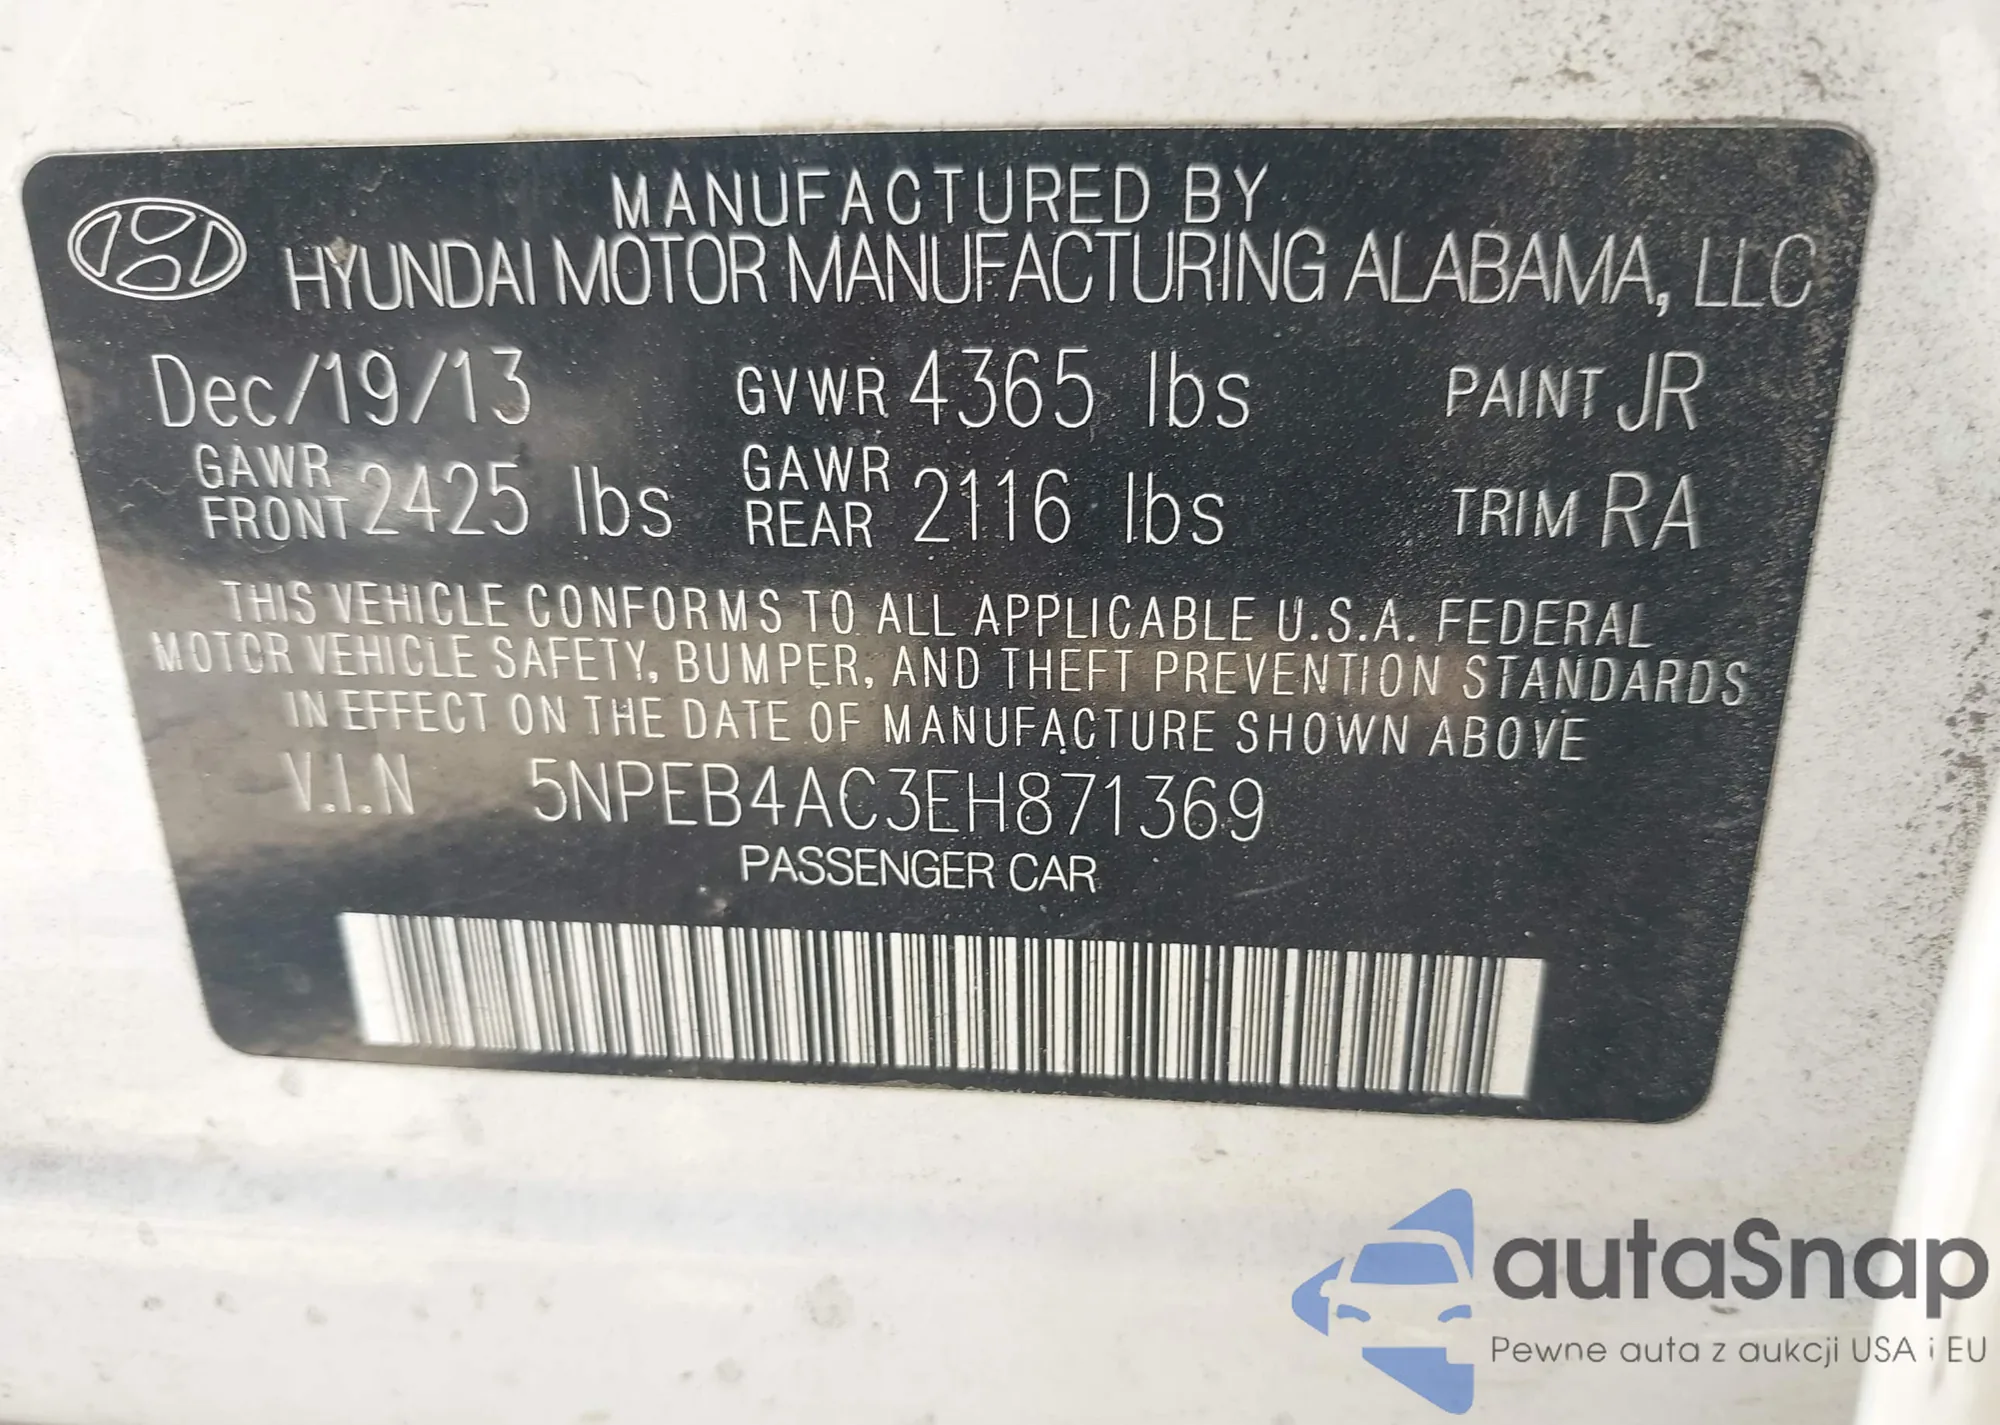 MANUFACTURED BY
HYUNDAI MOTOR MANUFACTURING ALABAMA, LLC
Dec/19/13 GVWR 4365 lbs PAINT JR
GAWR FRONT 2425 lbs GAWR REAR 2116 lbs TRIM RA
THIS VEHICLE CONFORMS TO ALL APPLICABLE U.S.A. FEDERAL
MOTOR VEHICLE SAFETY, BUMPER, AND THEFT PREVENTION STANDARDS
IN EFFECT ON THE DATE OF MANUFACTURE SHOWN ABOVE
V.I.N 5NPEB4AC3EH871369
PASSENGER CAR
autaSnap
Pewne auta z aukcji USA i EU